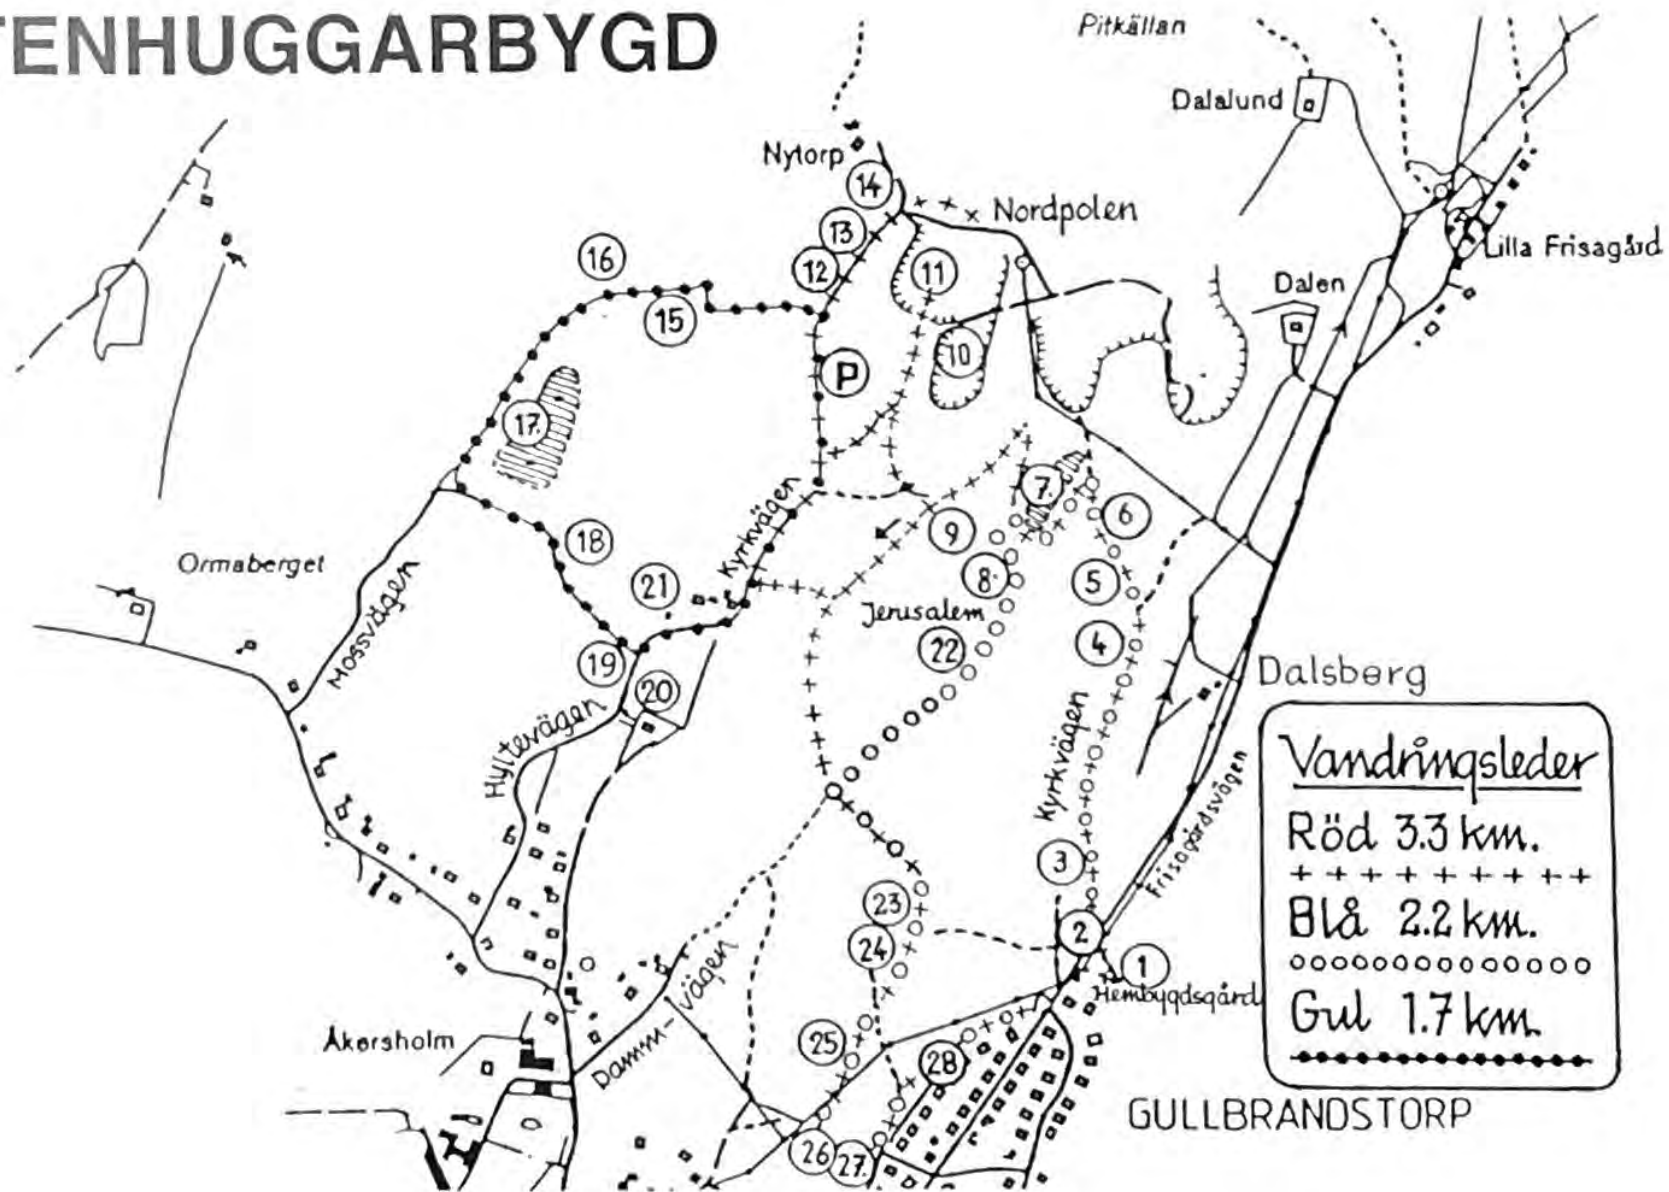 TENHUGGARBYGD
Pitkällan
Dalalund
Nytorp
14
Nordpolen
13
Lilla Frisagård
16
12
11
Dalen
15
10
P
17.
7.
Kyrkvägen
6
9
18
Ormaberget
8.
5
21
Mossvägen
Jerusalem
4
22
19
20
Dalsberg
Hyltevägen
Kyrkvägen
Frisagårdsvägen
3
23
2
24
1
Hembygdsgård
Damm-vägen
25
Åkersholm
28
26
27.
GULLBRANDSTORP
Vandringsleder
Röd 3.3 km.
Blå 2.2 km.
Gul 1.7 km.